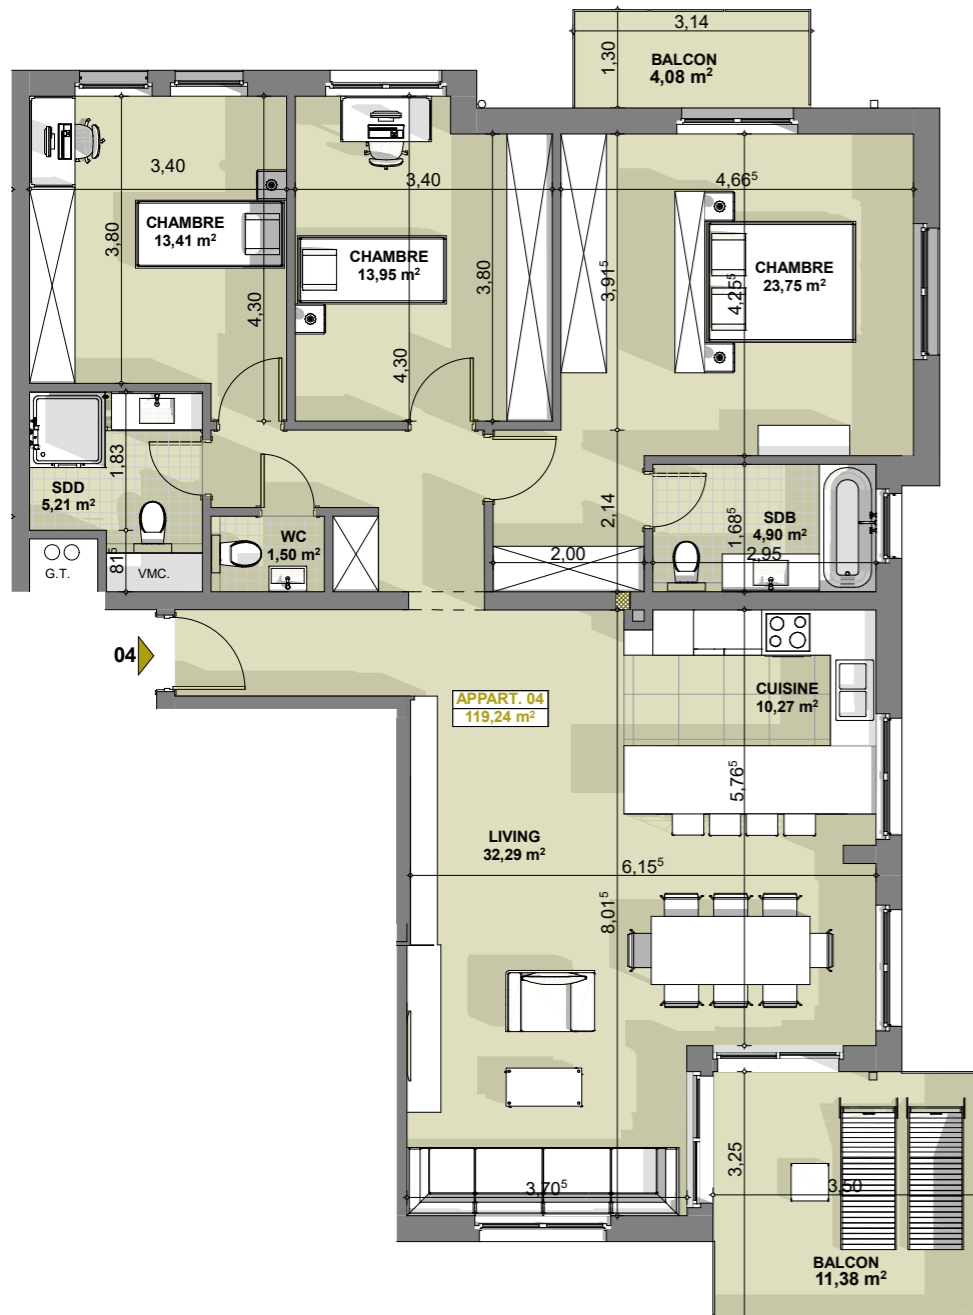 3,14
1,30
BALCON
4,08 m²
3,40
3,40
4,66⁵
CHAMBRE
13,41 m²
3,80
4,30
CHAMBRE
13,95 m²
3,80
4,30
3,91⁵
4,25⁵
CHAMBRE
23,75 m²
1,83
SDD
5,21 m²
81⁵
G.T.
VMC.
WC
1,50 m²
2,14
2,00
1,68⁵
SDB
4,90 m²
2,95
04
APPART. 04
119,24 m²
CUISINE
10,27 m²
5,76⁵
LIVING
32,29 m²
6,15⁵
8,01⁵
3,25
3,70⁵
3,50
BALCON
11,38 m²